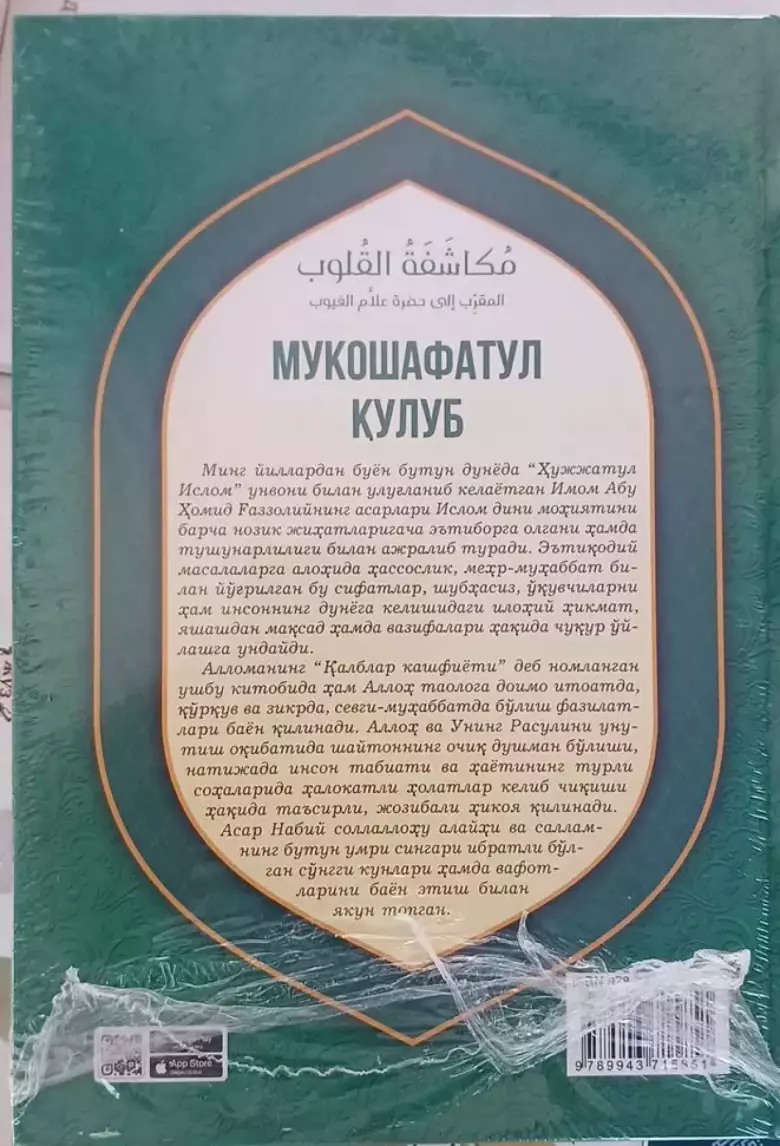 مُكاشَفَةُ القُلوب
المقرّب إلى حضرة علاّم الغيوب
МУКОШАФАТУЛ
ҚУЛУБ
Минг йиллардан буён бутун дунёда “Ҳужжатул
Ислом” унвони билан улуғланиб келаётган Имом Абу
Ҳомид Ғаззолийнинг асарлари Ислом дини моҳиятини
барча нозик жиҳатларигача эътиборга олгани ҳамда
тушунарлилиги билан ажралиб туради. Эътиқодий
масалаларга алоҳида ҳассослик, меҳр-муҳаббат би-
лан йўғрилган бу сифатлар, шубҳасиз, ўқувчиларни
ҳам инсоннинг дунёга келишидаги илоҳий ҳикмат,
яшашдан мақсад ҳамда вазифалари ҳақида чуқур ўй-
лашга ундайди.
Алломанинг “Қалблар кашфиёти” деб номланган
ушбу китобида ҳам Аллоҳ таолога доимо итоатда,
қўрқув ва зикрда, севги-муҳаббатда бўлиш фазилат-
лари баён қилинади. Аллоҳ ва Унинг Расулини уну-
тиш оқибатида шайтоннинг очиқ душман бўлиши,
натижада инсон табиати ва ҳаётининг турли
соҳаларида ҳалокатли ҳолатлар келиб чиқиши
ҳақида таъсирли, жозибали ҳикоя қилинади.
Асар Набий соллаллоҳу алайҳи ва саллам-
нинг бутун умри сингари ибратли бўл-
ган сўнгги кунлари ҳамда вафот-
ларини баён этиш билан
якун топган.
App Store